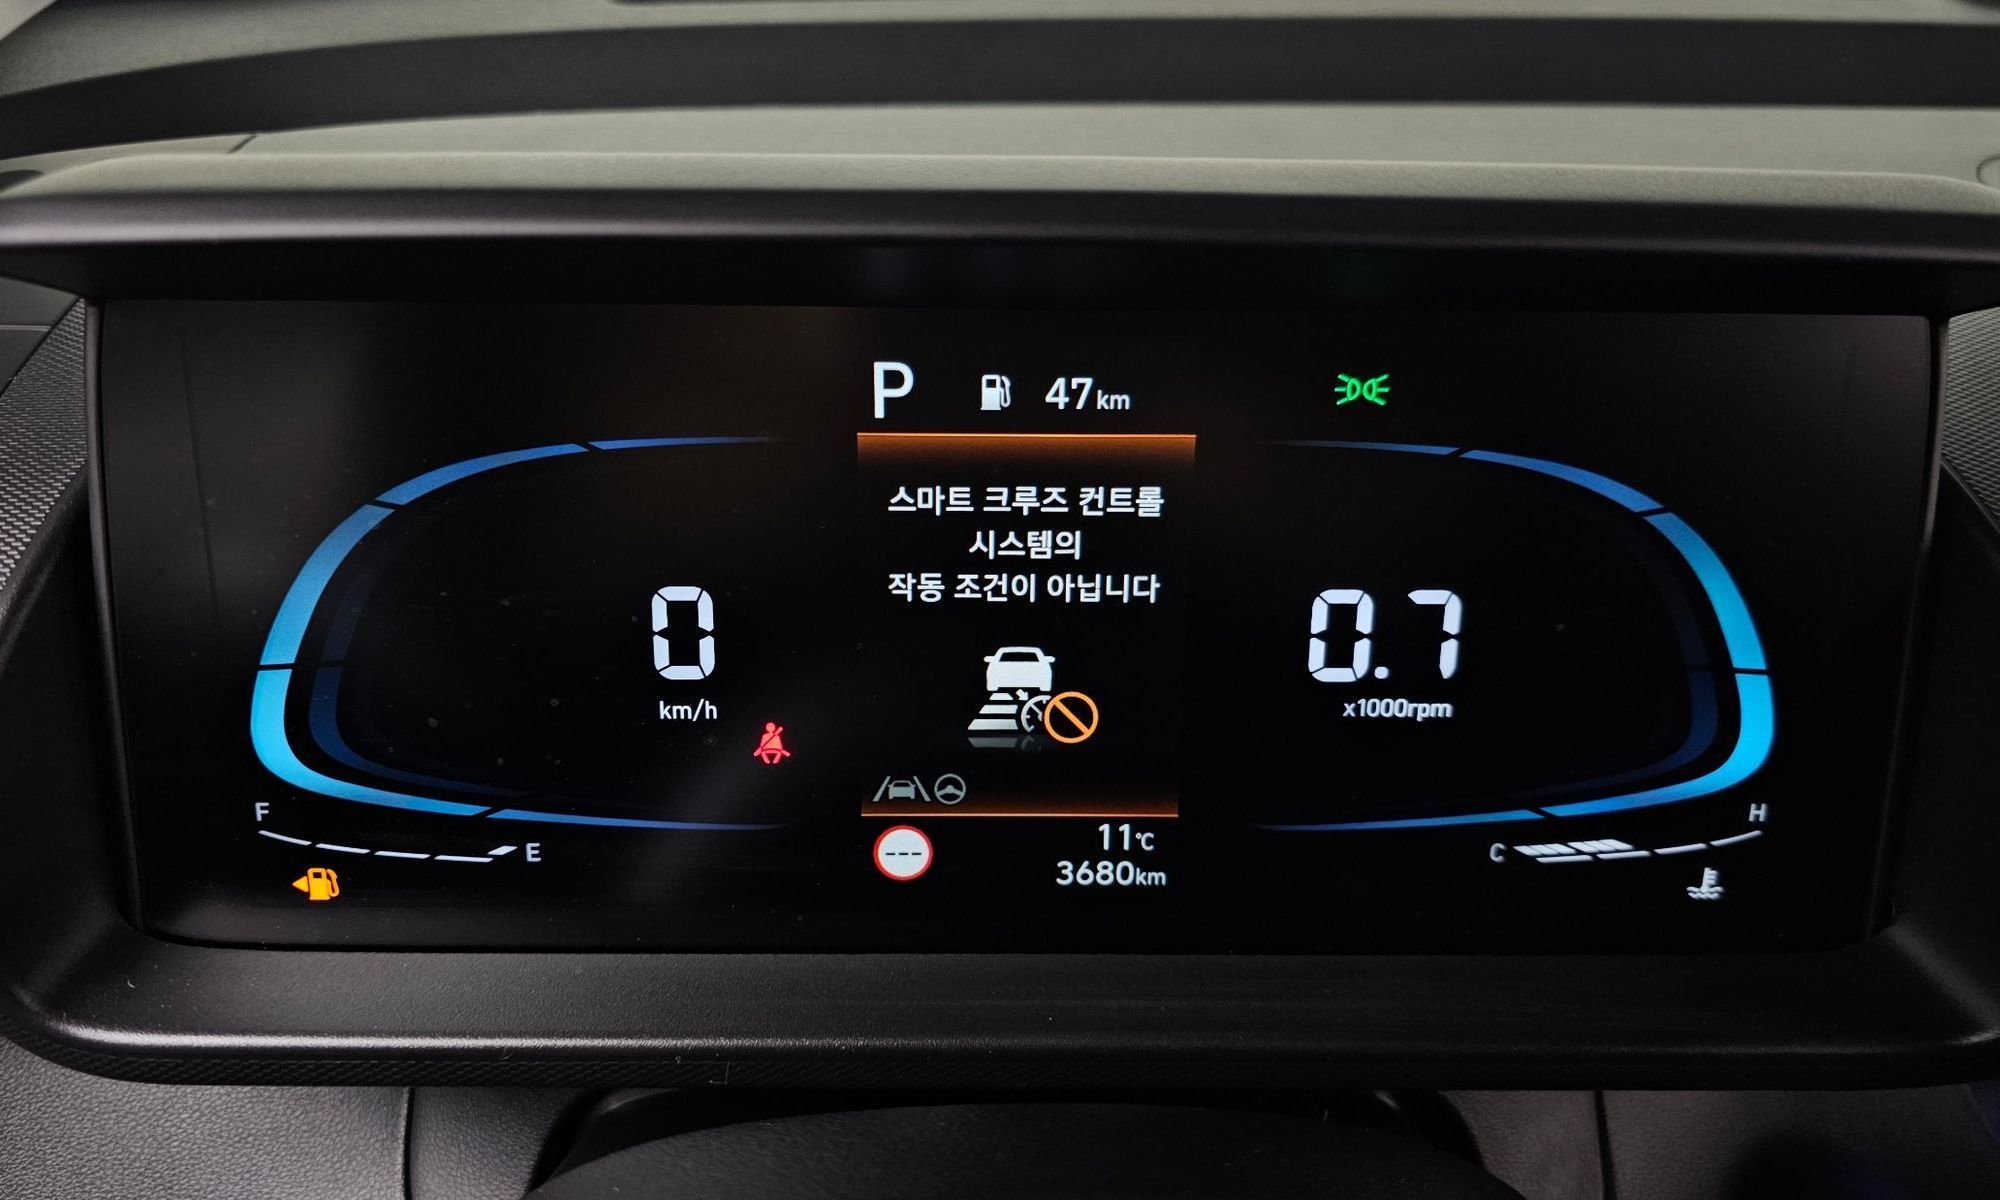 P 47km
스마트 크루즈 컨트롤
시스템의
작동 조건이 아닙니다
0
km/h
0.7
x1000rpm
F
E
C
H
---
11℃
3680km